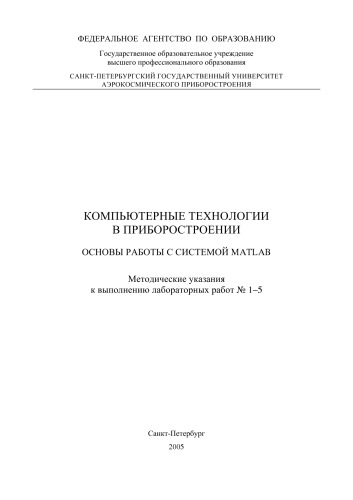 ФЕДЕРАЛЬНОЕ АГЕНТСТВО ПО ОБРАЗОВАНИЮ
Государственное образовательное учреждение
высшего профессионального образования
САНКТ-ПЕТЕРБУРГСКИЙ ГОСУДАРСТВЕННЫЙ УНИВЕРСИТЕТ
АЭРОКОСМИЧЕСКОГО ПРИБОРОСТРОЕНИЯ
КОМПЬЮТЕРНЫЕ ТЕХНОЛОГИИ
В ПРИБОРОСТРОЕНИИ
ОСНОВЫ РАБОТЫ С СИСТЕМОЙ MATLAB
Методические указания
к выполнению лабораторных работ № 1–5
Санкт-Петербург
2005